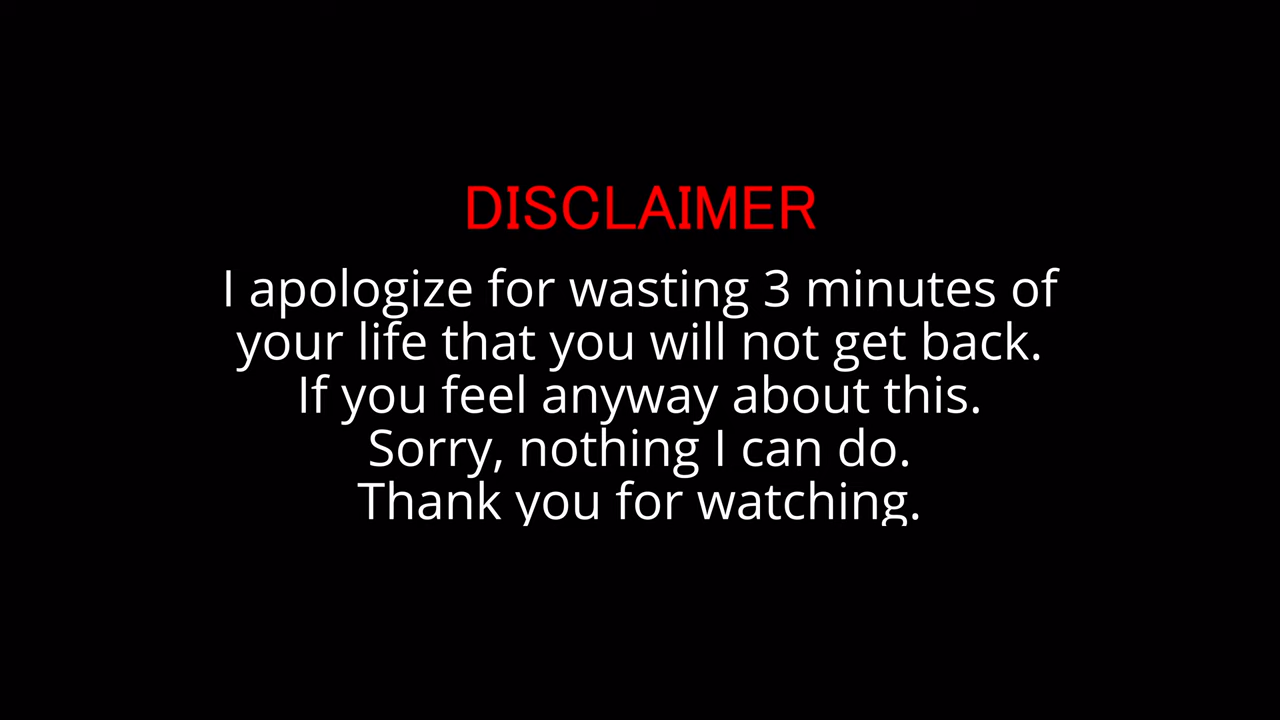 DISCLAIMER
I apologize for wasting 3 minutes of
your life that you will not get back.
If you feel anyway about this.
Sorry, nothing I can do.
Thank you for watching.